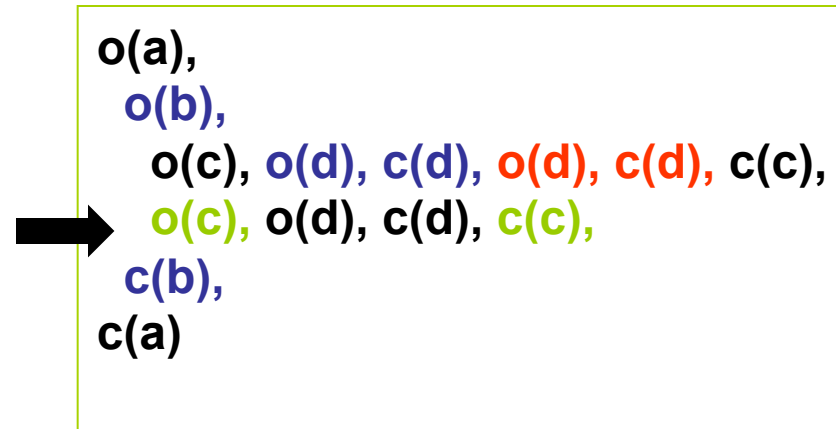 o(a),
o(b),
o(c), o(d), c(d), o(d), c(d), c(c),
o(c), o(d), c(d), c(c),
c(b),
c(a)